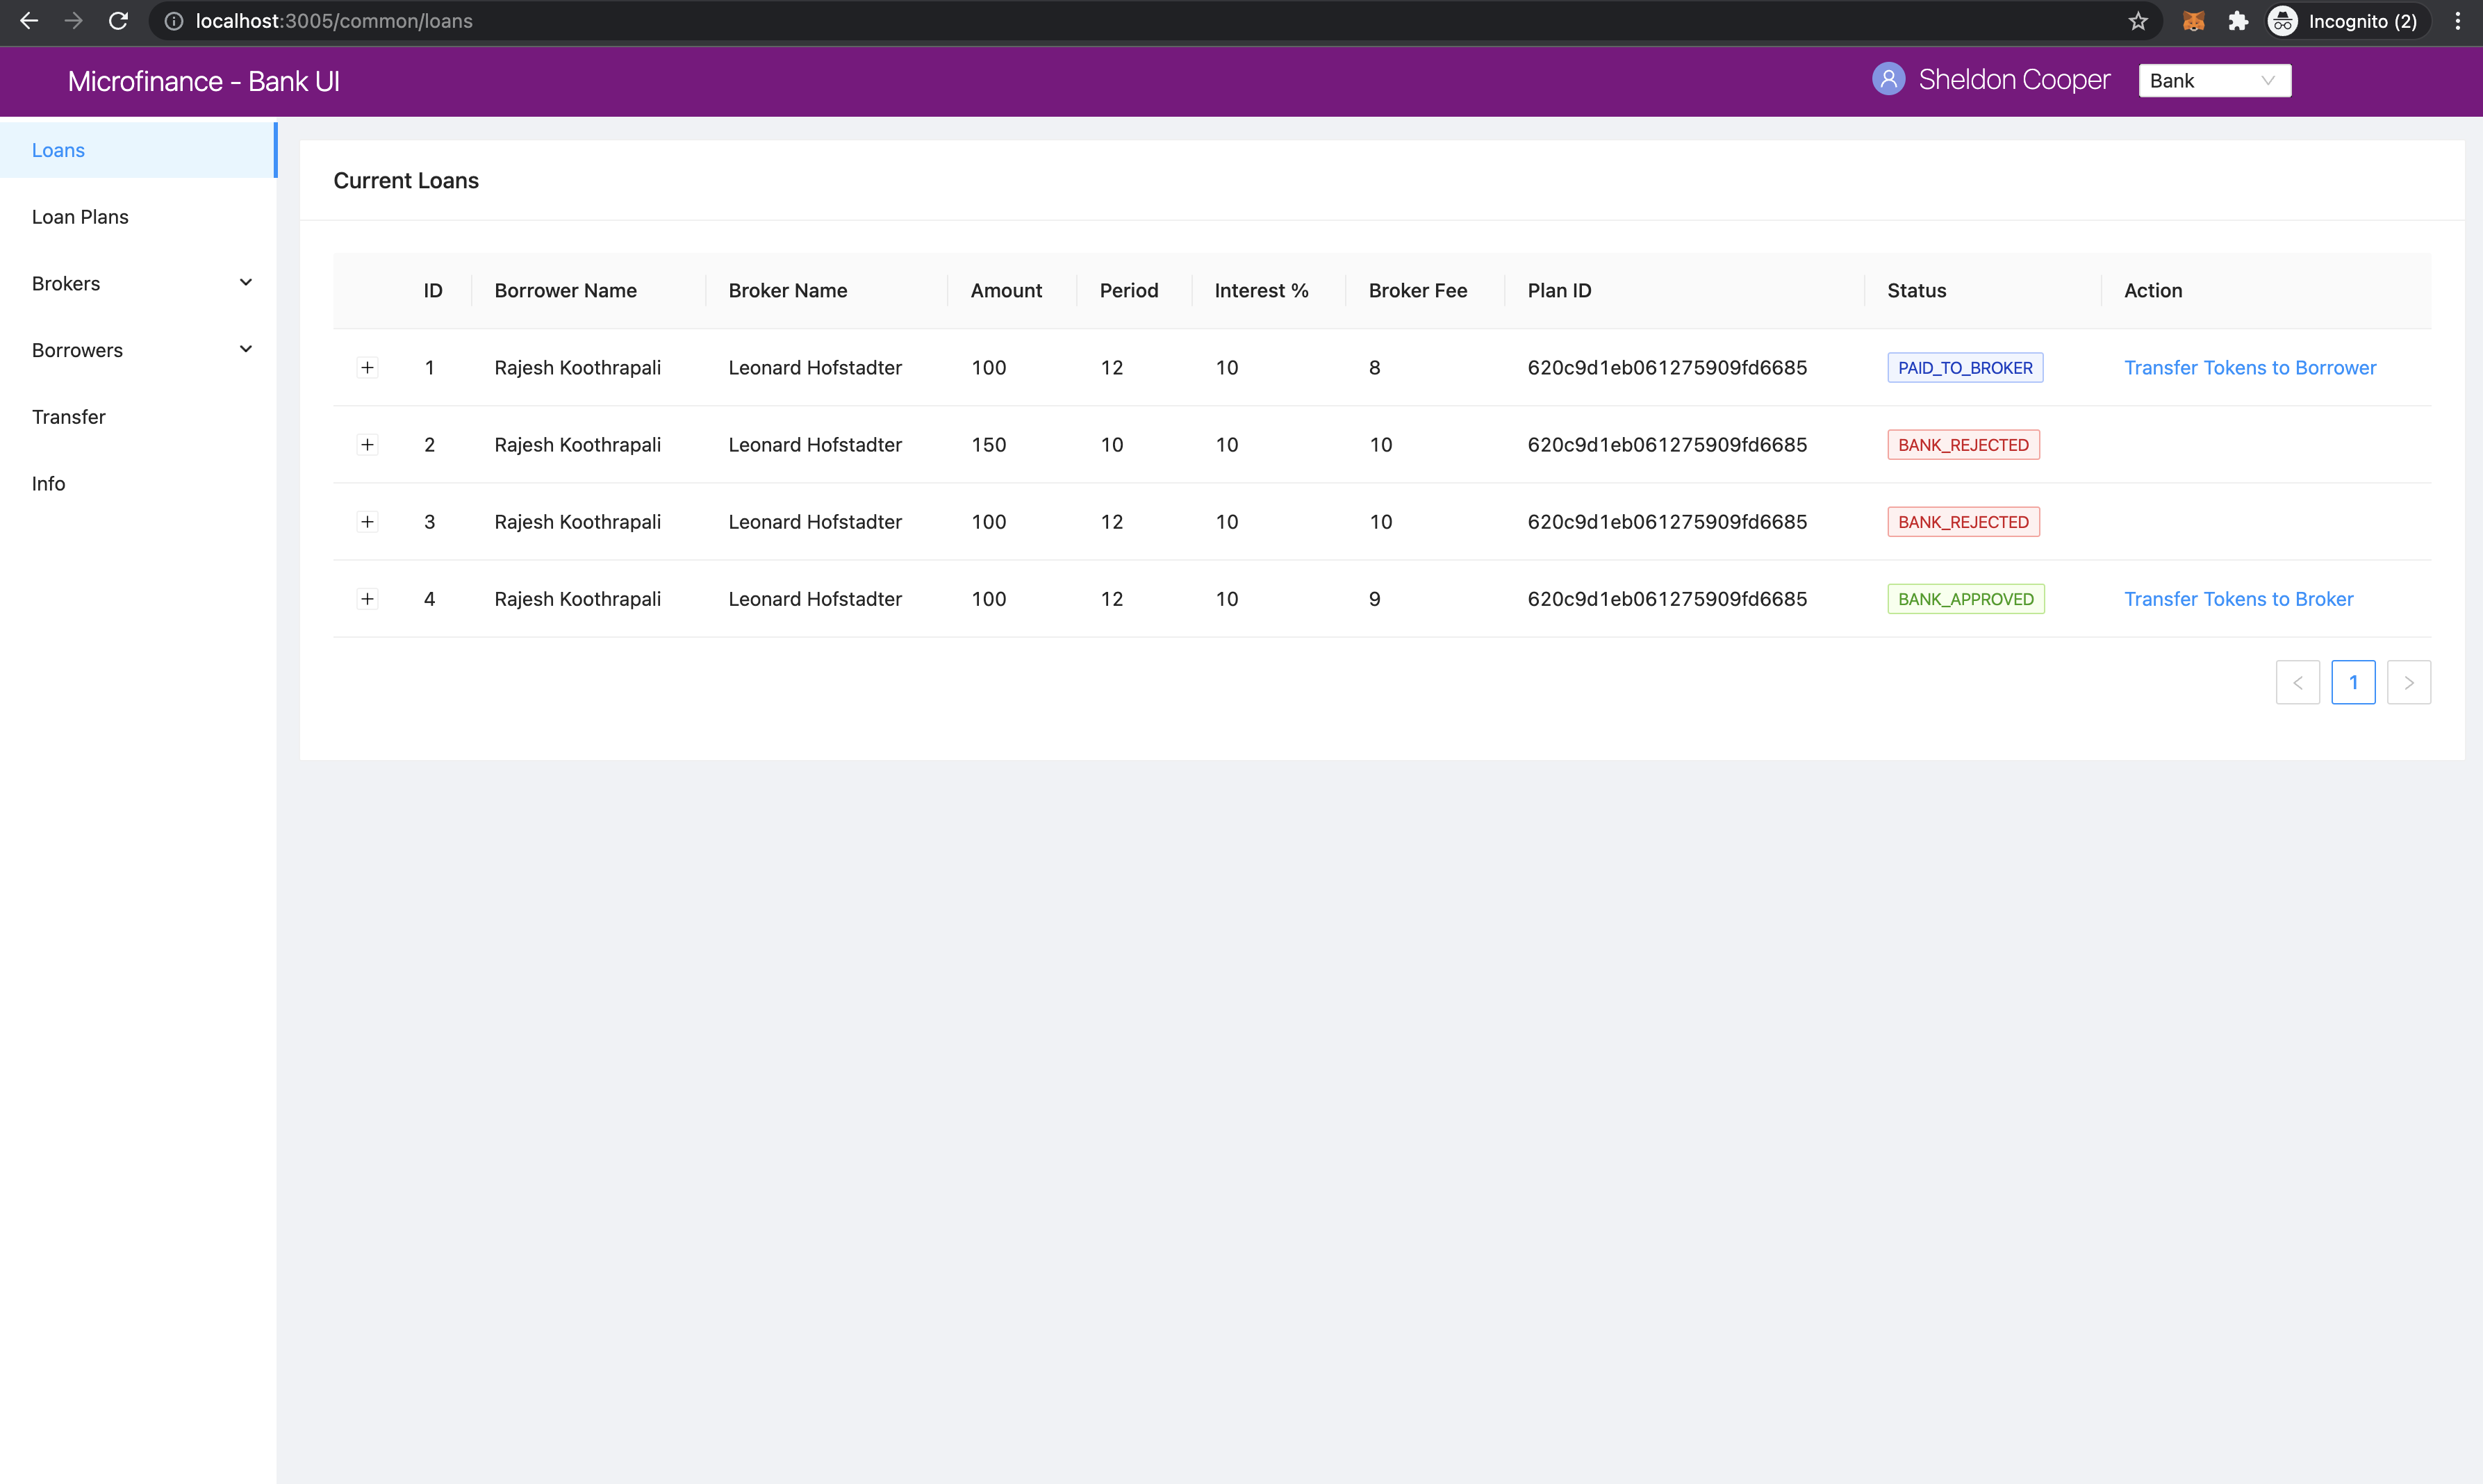 localhost:3005/common/loans
Incognito (2)
Microfinance - Bank UI
Sheldon Cooper
Bank
Loans
Loan Plans
Brokers
Borrowers
Transfer
Info
Current Loans
ID Borrower Name Broker Name Amount Period Interest % Broker Fee Plan ID Status Action
1 Rajesh Koothrapali Leonard Hofstadter 100 12 10 8 620c9d1eb061275909fd6685 PAID_TO_BROKER Transfer Tokens to Borrower
2 Rajesh Koothrapali Leonard Hofstadter 150 10 10 10 620c9d1eb061275909fd6685 BANK_REJECTED
3 Rajesh Koothrapali Leonard Hofstadter 100 12 10 10 620c9d1eb061275909fd6685 BANK_REJECTED
4 Rajesh Koothrapali Leonard Hofstadter 100 12 10 9 620c9d1eb061275909fd6685 BANK_APPROVED Transfer Tokens to Broker
1